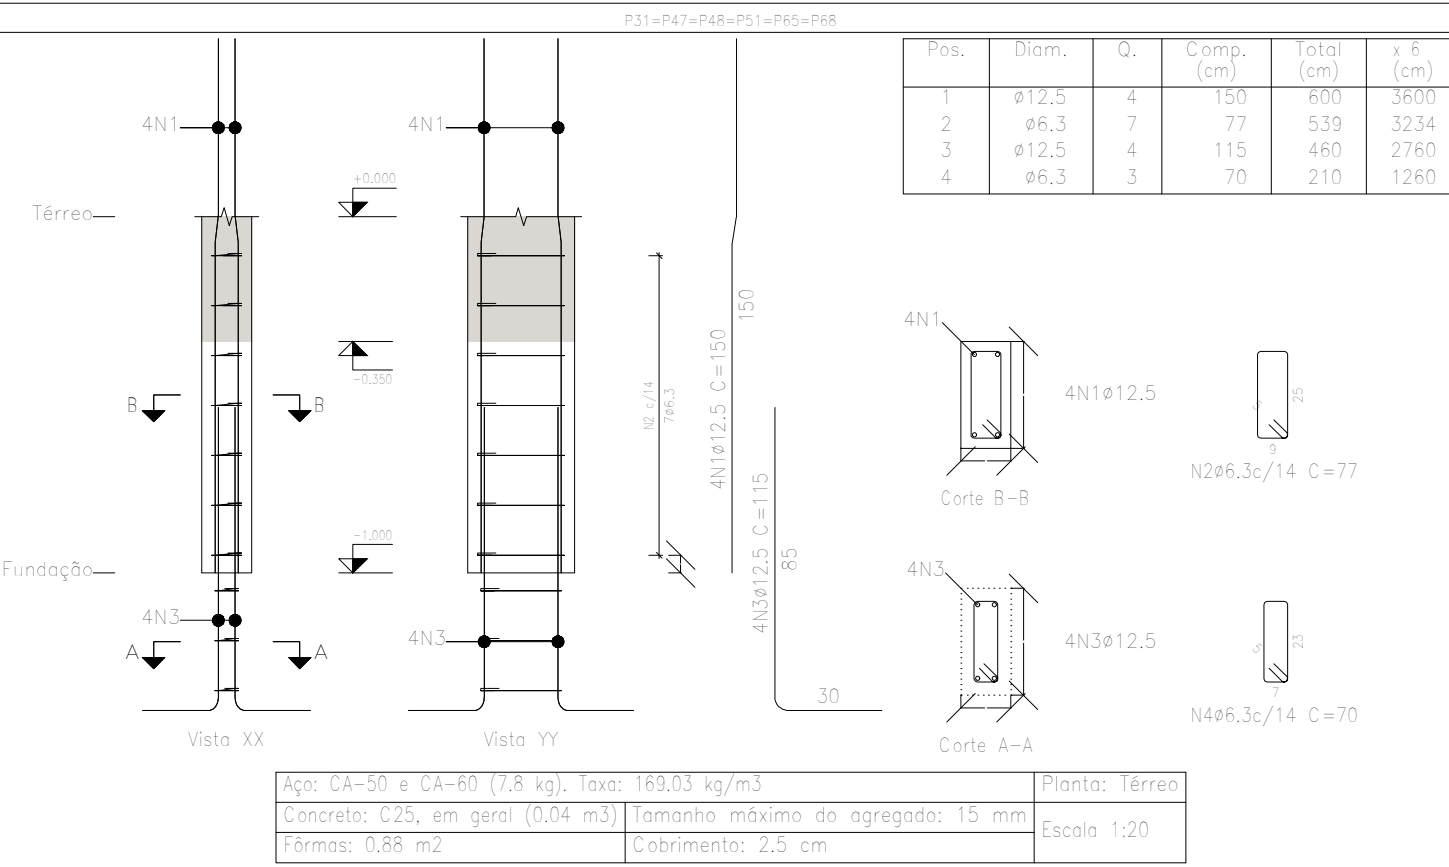 P31=P47=P48=P51=P65=P68
Pos. Diam. Q. Comp. (cm) Total (cm) x 6 (cm)
1 ø12.5 4 150 600 3600
2 ø6.3 7 77 539 3234
3 ø12.5 4 115 460 2760
4 ø6.3 3 70 210 1260
4N1
4N1
+0.000
Térreo
-0.350
B
B
-1.000
Fundação
4N3
4N3
A
A
Vista XX
Vista YY
N2 c/14
7ø6.3
4N1ø12.5 C=150
150
4N3ø12.5 C=115
85
30
4N1
4N1ø12.5
Corte B-B
5
25
9
N2ø6.3c/14 C=77
4N3
4N3ø12.5
Corte A-A
5
23
7
N4ø6.3c/14 C=70
Aço: CA-50 e CA-60 (7.8 kg). Taxa: 169.03 kg/m3
Planta: Térreo
Concreto: C25, em geral (0.04 m3)
Tamanho máximo do agregado: 15 mm
Escala 1:20
Fôrmas: 0.88 m2
Cobrimento: 2.5 cm